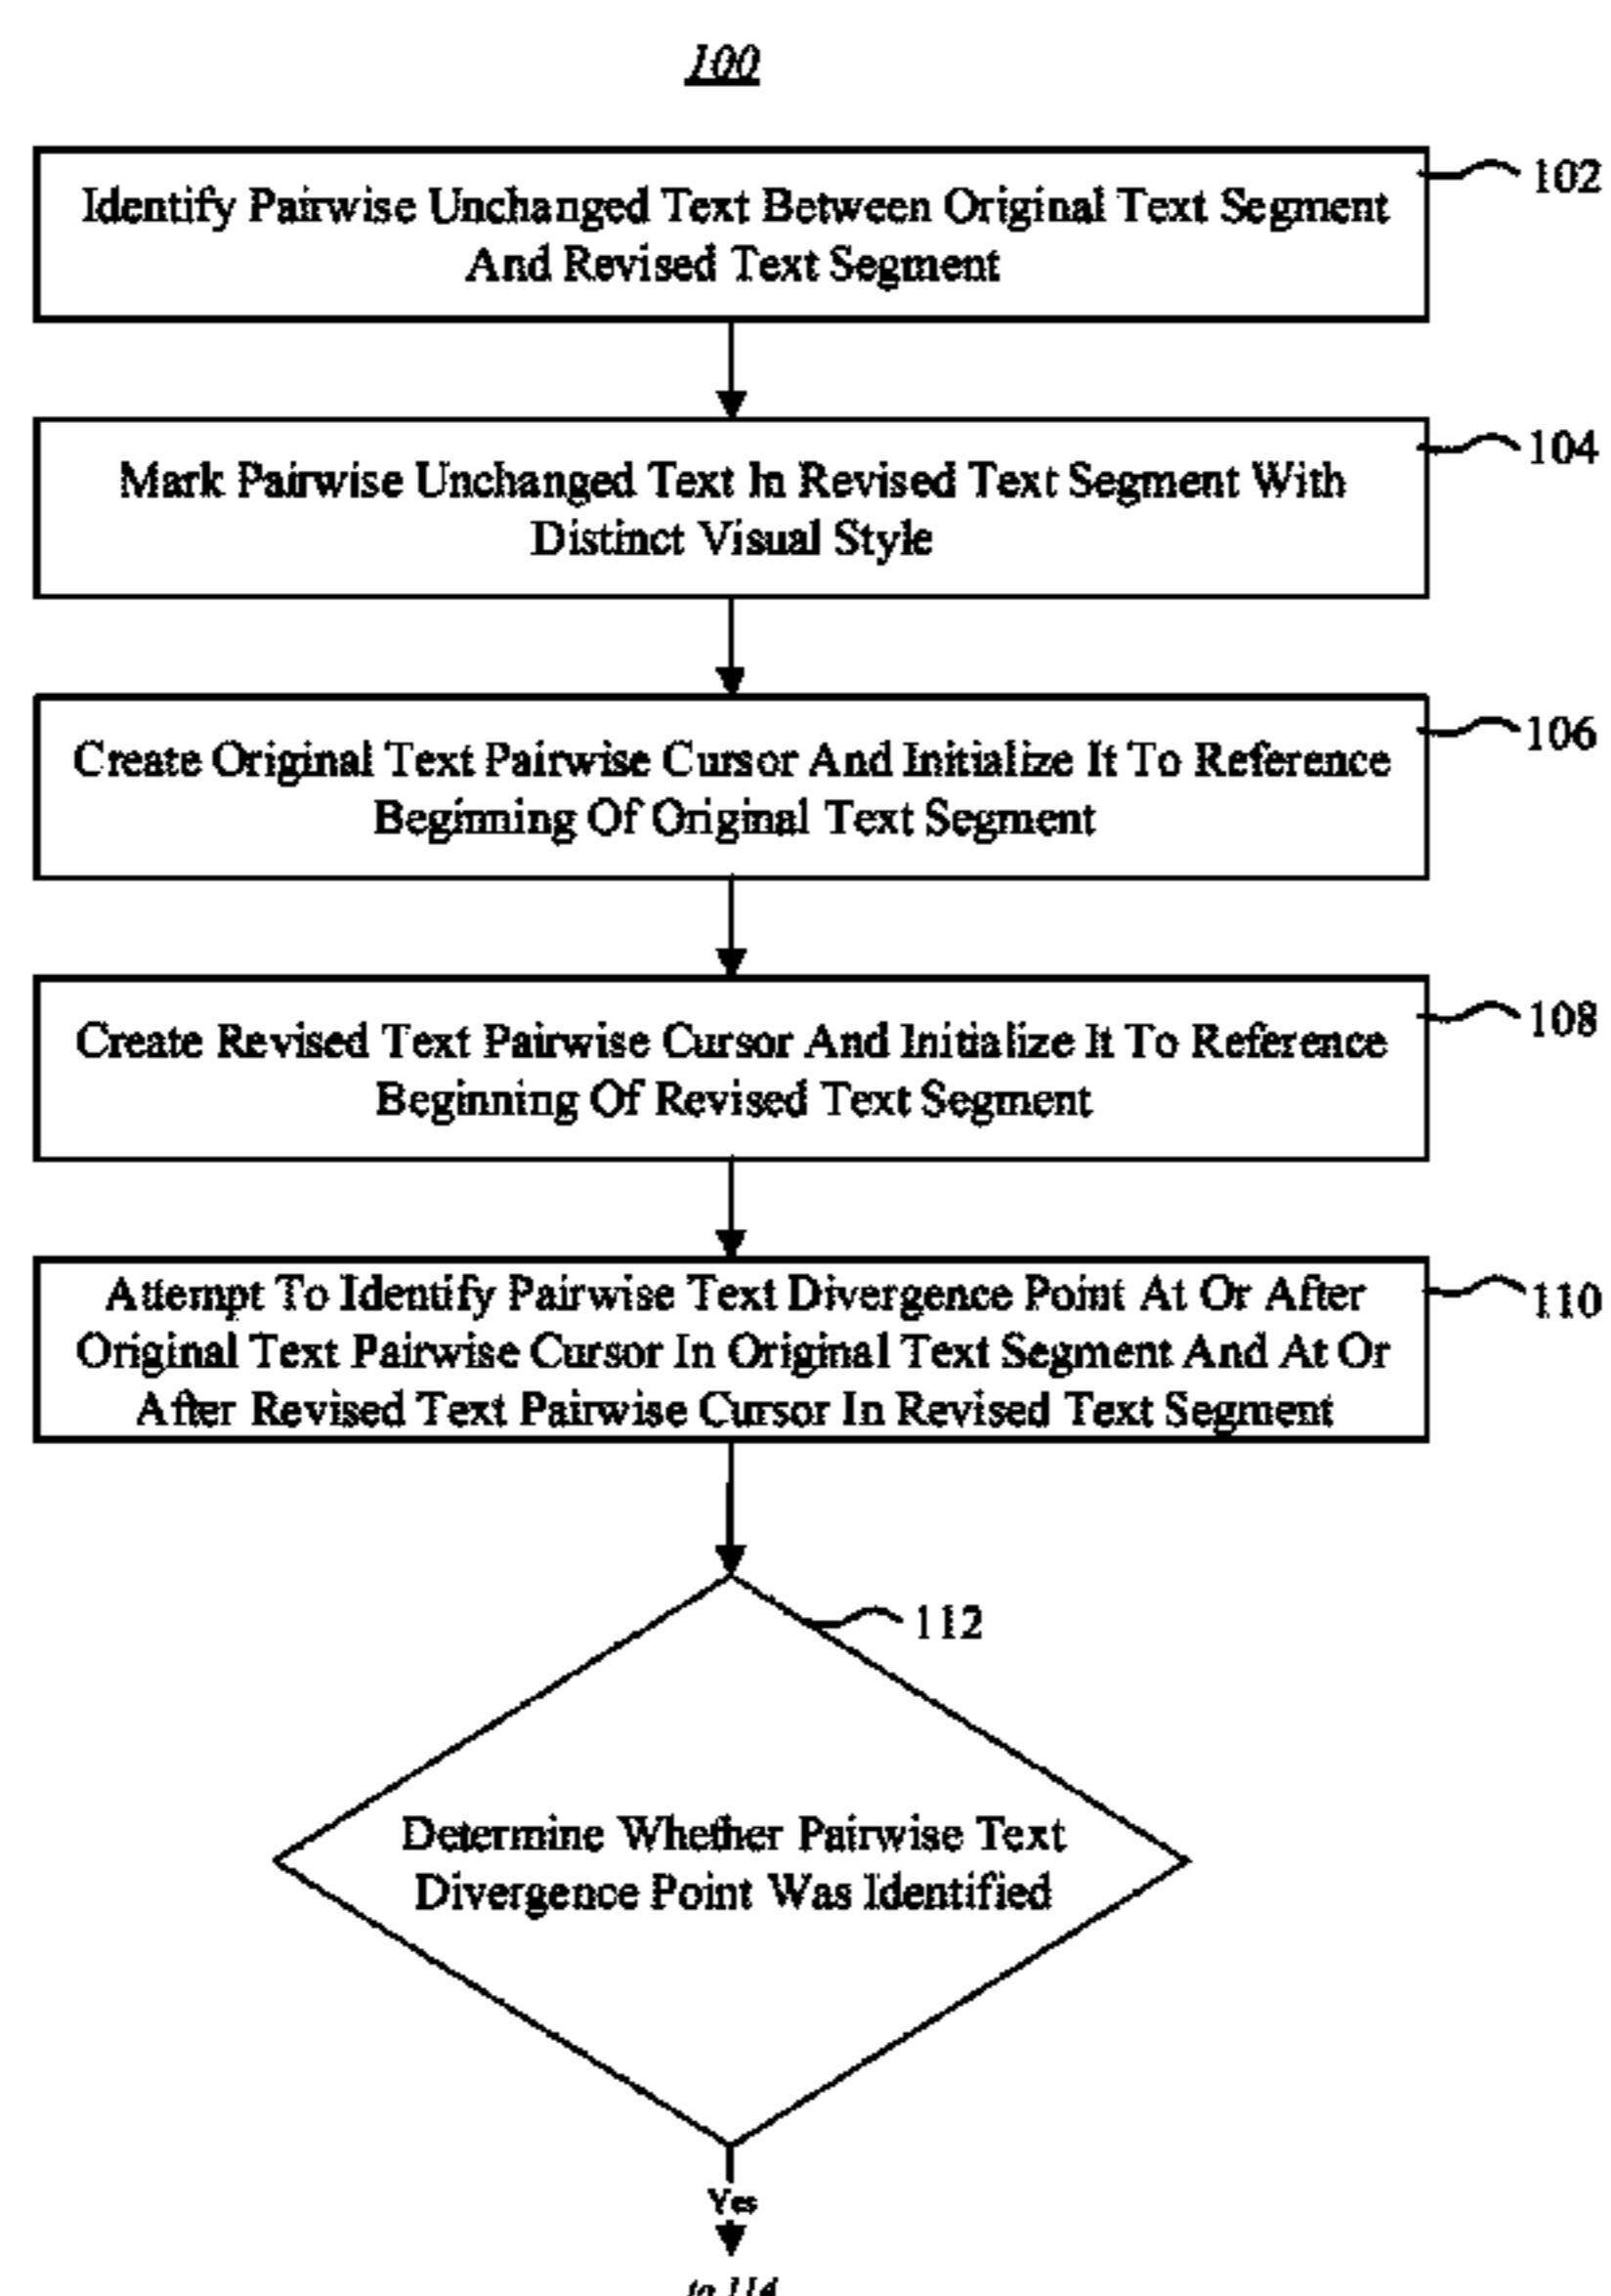 100
Identify Pairwise Unchanged Text Between Original Text Segment
And Revised Text Segment
102
Mark Pairwise Unchanged Text In Revised Text Segment With
Distinct Visual Style
104
Create Original Text Pairwise Cursor And Initialize It To Reference
Beginning Of Original Text Segment
106
Create Revised Text Pairwise Cursor And Initialize It To Reference
Beginning Of Revised Text Segment
108
Attempt To Identify Pairwise Text Divergence Point At Or After
Original Text Pairwise Cursor In Original Text Segment And At Or
After Revised Text Pairwise Cursor In Revised Text Segment
110
112
Determine Whether Pairwise Text
Divergence Point Was Identified
Yes
to 114